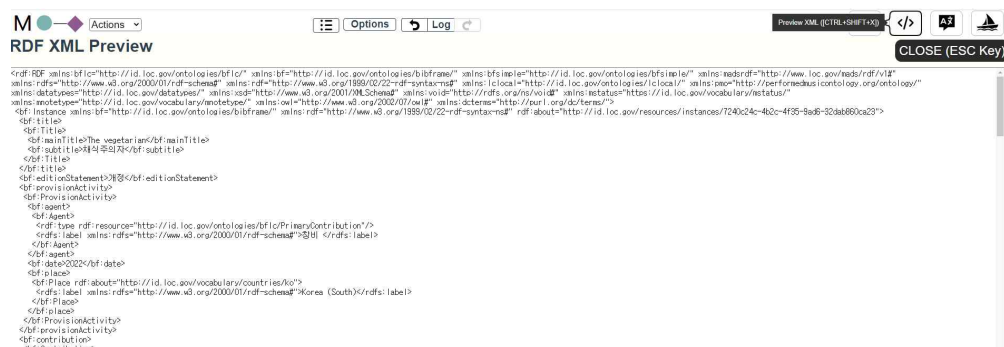 M Actions Options Log Preview XML ([CTRL+SHIFT+X]) </>
RDF XML Preview CLOSE (ESC Key)
<rdf:RDF xmlns:bflc="http://id.loc.gov/ontologies/bflc/" xmlns:bf="http://id.loc.gov/ontologies/bibframe/" xmlns:bfsimple="http://id.loc.gov/ontologies/bfsimple/" xmlns:madsrdf="http://www.loc.gov/mads/rdf/v1#"
xmlns:rdfs="http://www.w3.org/2000/01/rdf-schema#" xmlns:rdf="http://www.w3.org/1999/02/22-rdf-syntax-ns#" xmlns:lclocal="http://id.loc.gov/ontologies/lclocal/" xmlns:pmo="http://performedmusicontology.org/ontology/"
xmlns:datatypes="http://id.loc.gov/datatypes/" xmlns:xsd="http://www.w3.org/2001/XMLSchema#" xmlns:void="http://rdfs.org/ns/void#" xmlns:mstatus="https://id.loc.gov/vocabulary/mstatus/"
xmlns:mnotetype="http://id.loc.gov/vocabulary/mnotetype/" xmlns:owl="http://www.w3.org/2002/07/owl#" xmlns:dcterms="http://purl.org/dc/terms/">
<bf:Instance xmlns:bf="http://id.loc.gov/ontologies/bibframe/" xmlns:rdf="http://www.w3.org/1999/02/22-rdf-syntax-ns#" rdf:about="http://id.loc.gov/resources/instances/7240c24c-4b2c-4f35-9ad6-32dab860ca23">
<bf:title>
<bf:Title>
<bf:mainTitle>The vegetarian</bf:mainTitle>
<bf:subtitle>채식주의자</bf:subtitle>
</bf:Title>
</bf:title>
<bf:editionStatement>개정</bf:editionStatement>
<bf:provisionActivity>
<bf:ProvisionActivity>
<bf:agent>
<bf:Agent>
<rdf:type rdf:resource="http://id.loc.gov/ontologies/bflc/PrimaryContribution"/>
<rdfs:label xmlns:rdfs="http://www.w3.org/2000/01/rdf-schema#">창비 </rdfs:label>
</bf:Agent>
</bf:agent>
<bf:date>2022</bf:date>
<bf:place>
<bf:Place rdf:about="http://id.loc.gov/vocabulary/countries/ko">
<rdfs:label xmlns:rdfs="http://www.w3.org/2000/01/rdf-schema#">Korea (South)</rdfs:label>
</bf:Place>
</bf:place>
</bf:ProvisionActivity>
</bf:provisionActivity>
<bf:contribution>